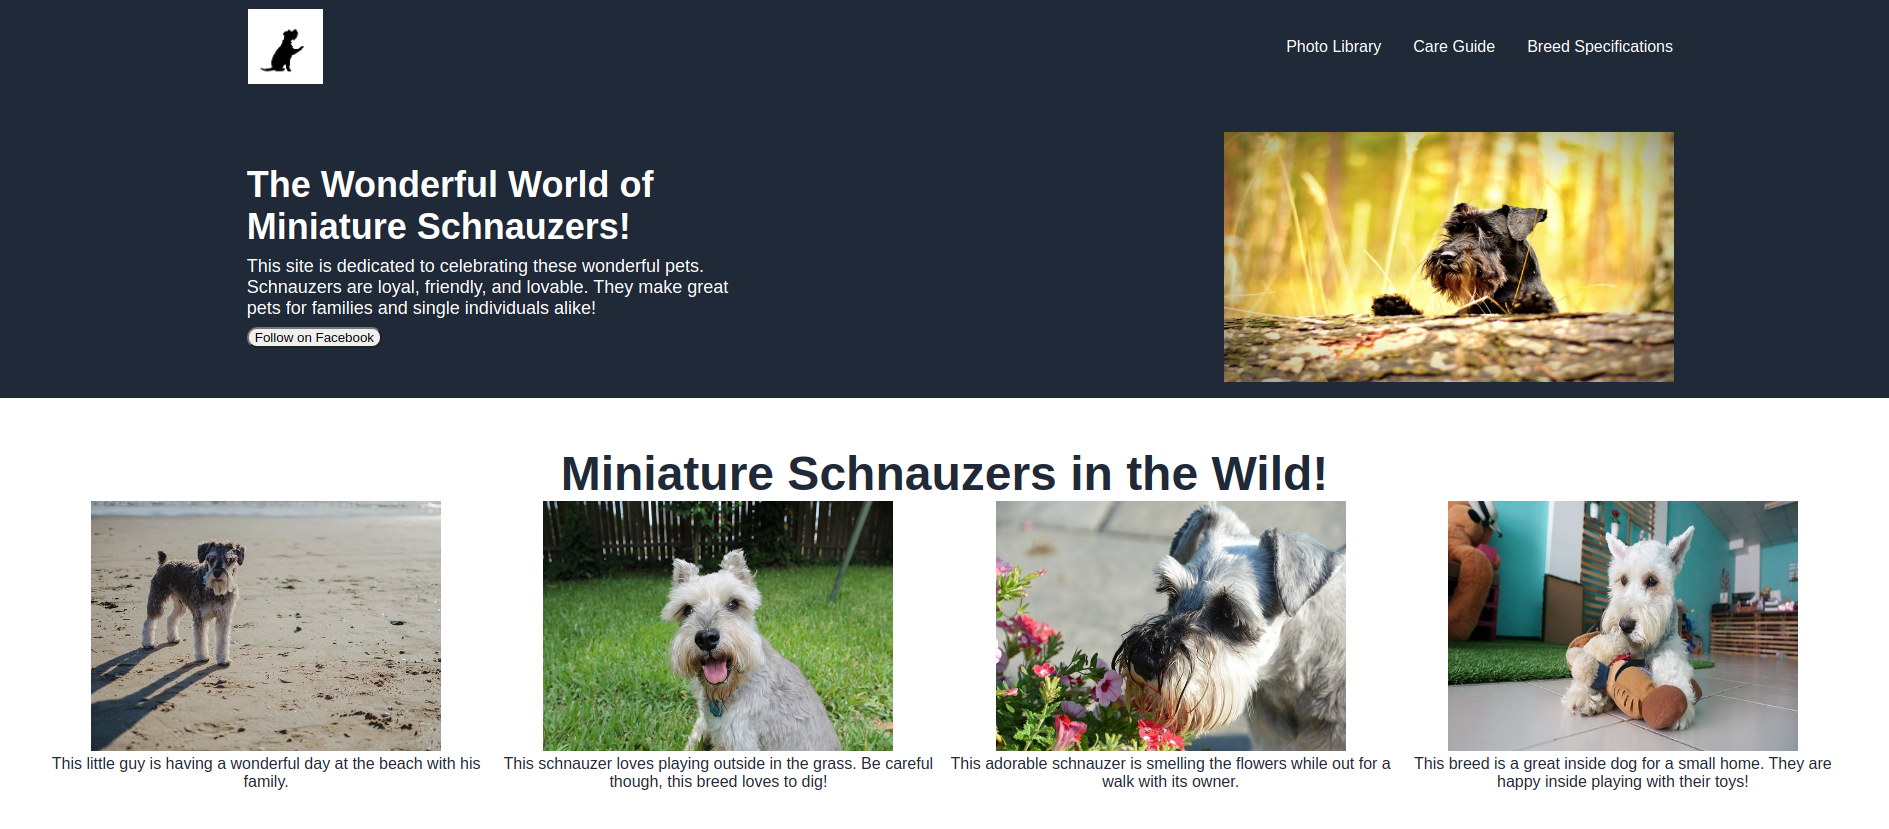 Photo Library Care Guide Breed Specifications
The Wonderful World of
Miniature Schnauzers!
This site is dedicated to celebrating these wonderful pets.
Schnauzers are loyal, friendly, and lovable. They make great
pets for families and single individuals alike!
Follow on Facebook
Miniature Schnauzers in the Wild!
This little guy is having a wonderful day at the beach with his
family.
This schnauzer loves playing outside in the grass. Be careful
though, this breed loves to dig!
This adorable schnauzer is smelling the flowers while out for a
walk with its owner.
This breed is a great inside dog for a small home. They are
happy inside playing with their toys!